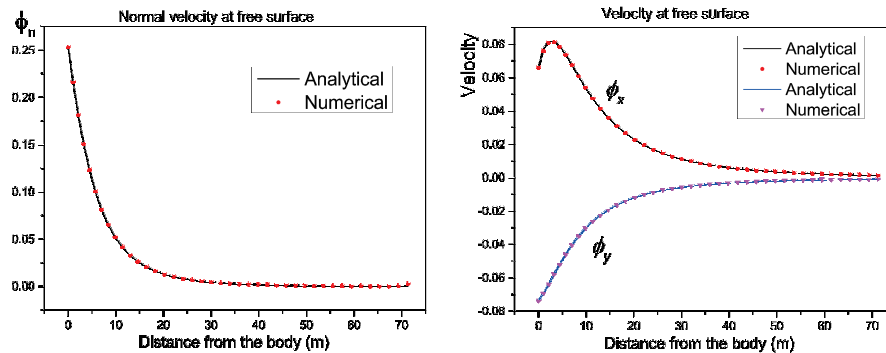 Normal velocity at free surface
ϕn
0.25
0.20
0.15
0.10
0.05
0.00
Analytical
Numerical
0 10 20 30 40 50 60 70
Distance from the body (m)
Velocity at free surface
Velocity
0.08
0.06
0.04
0.02
0.00
-0.02
-0.04
-0.06
-0.08
Analytical
Numerical
Analytical
Numerical
ϕx
ϕy
0 10 20 30 40 50 60 70
Distance from the body (m)